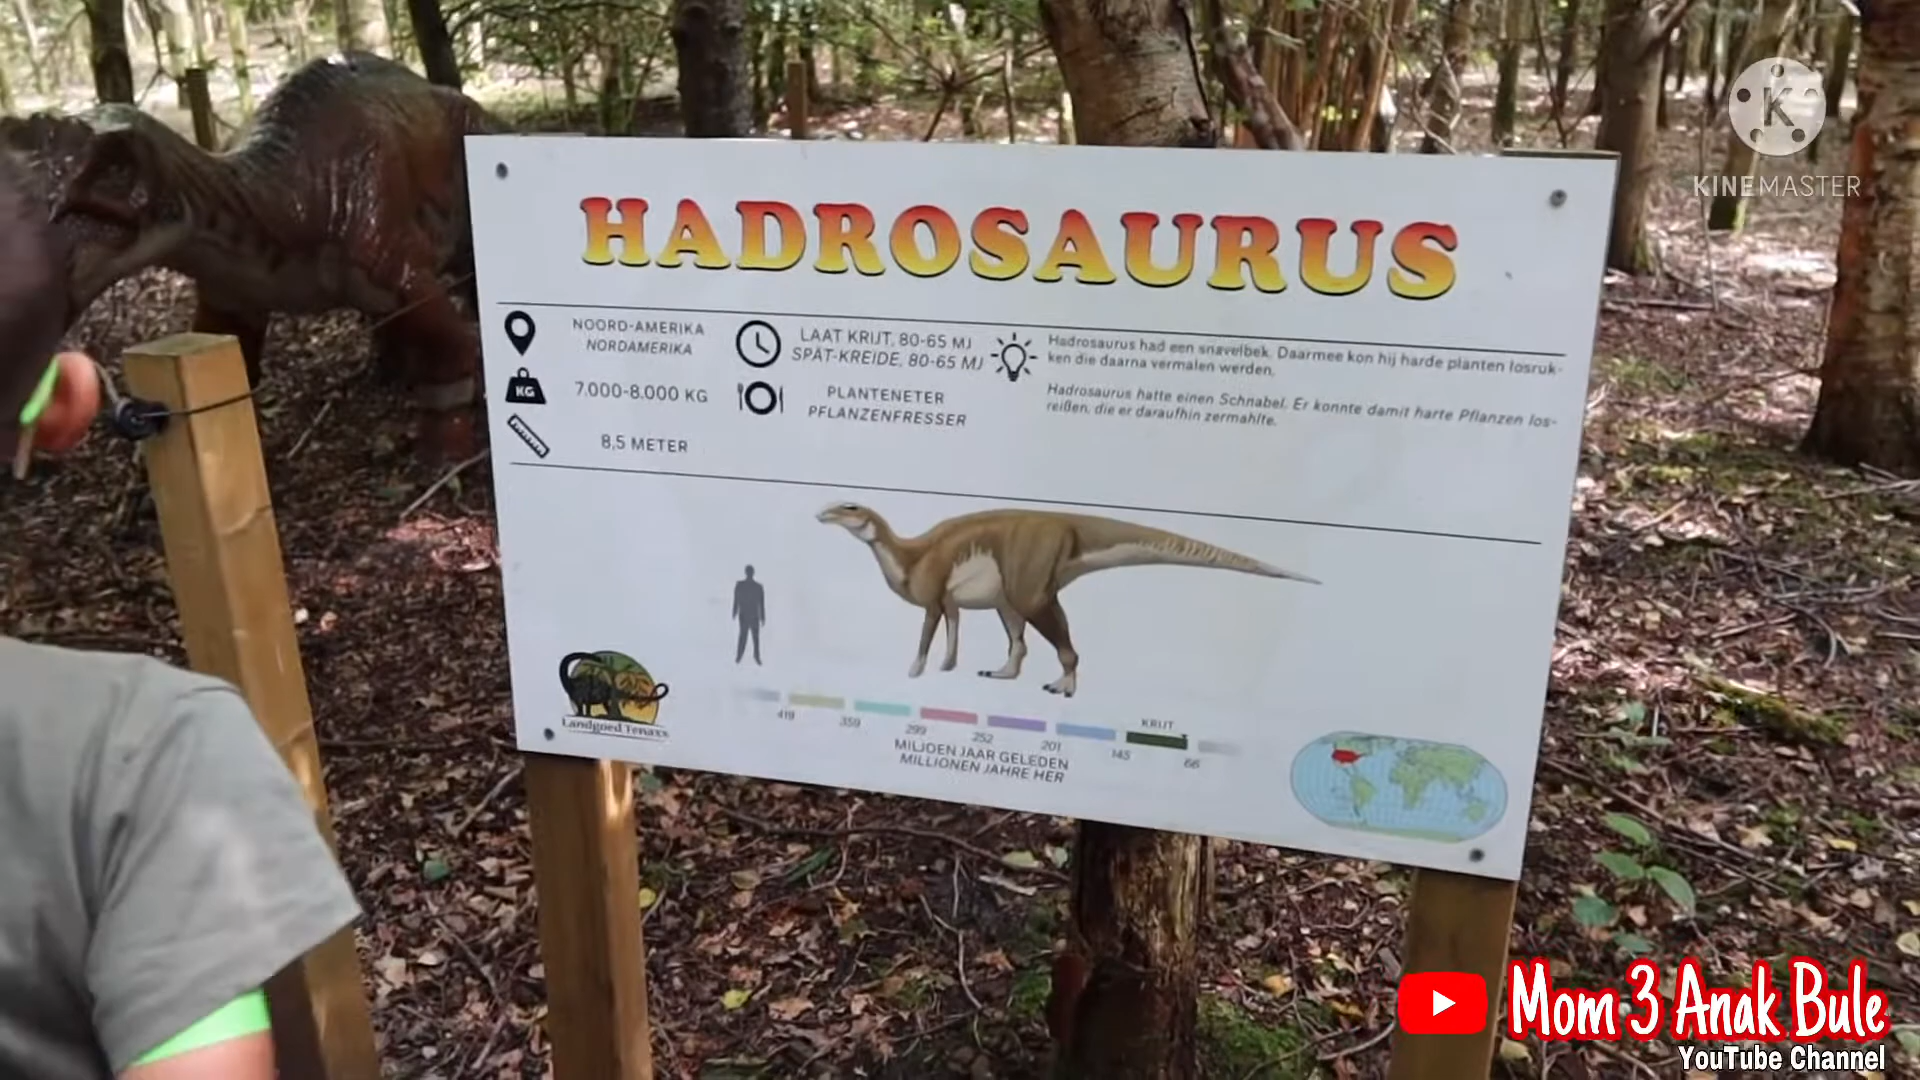 KINEMASTER
HADROSAURUS
NOORD-AMERIKA
NORDAMERIKA
KG
7.000-8.000 KG
8,5 METER
LAAT KRIJT, 80-65 MJ
SPÄT-KREIDE, 80-65 MJ
PLANTENETER
PFLANZENFRESSER
Hadrosaurus had een snavelbek. Daarmee kon hij harde planten losruk-
ken die daarna vermalen werden.
Hadrosaurus hatte einen Schnabel. Er konnte damit harte Pflanzen los-
reißen, die er daraufhin zermahlte.
Landgoed Tenaxx
KRIJT
419 359 299 252 201 145 66
MILJOEN JAAR GELEDEN
MILLIONEN JAHRE HER
Mom 3 Anak Bule
YouTube Channel